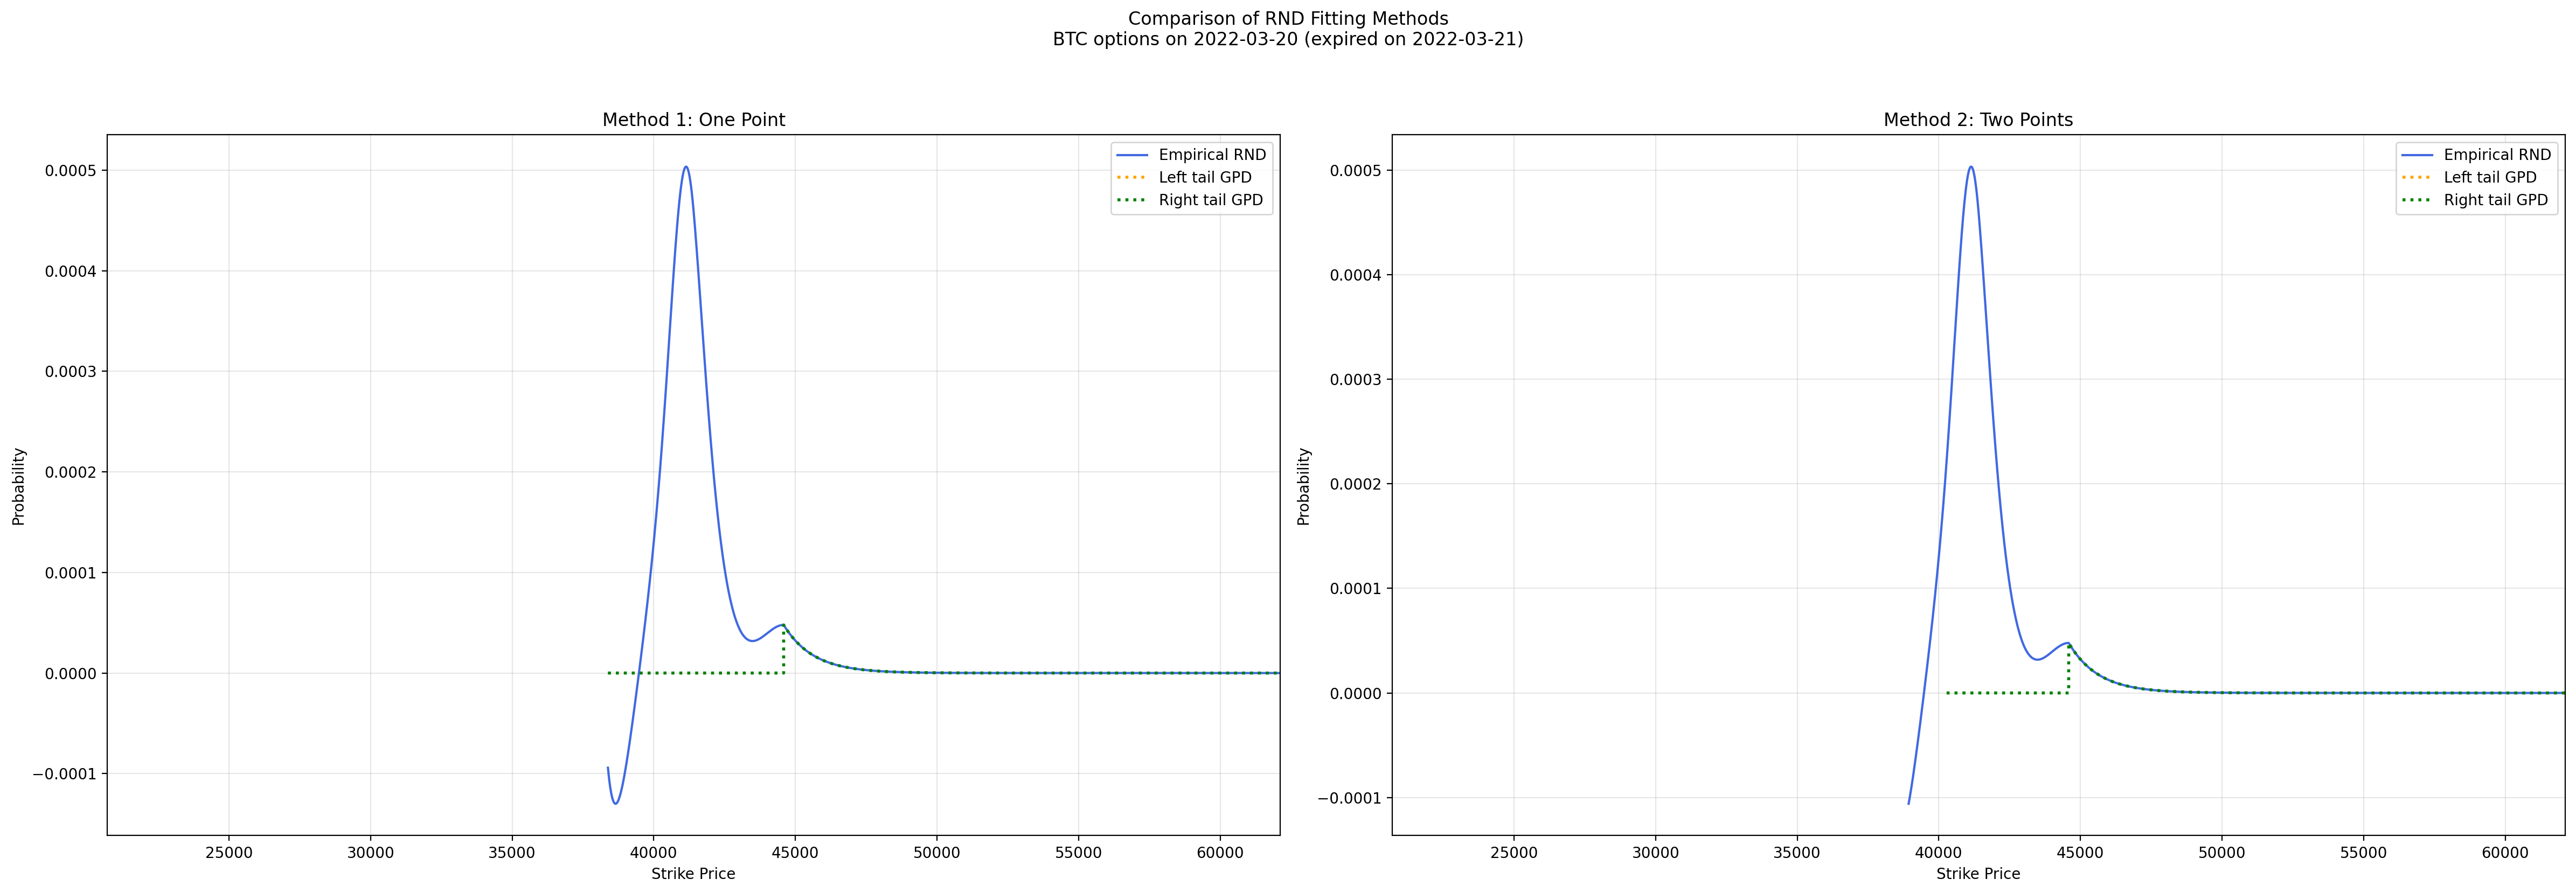 Comparison of RND Fitting Methods
BTC options on 2022-03-20 (expired on 2022-03-21)
Method 1: One Point
Empirical RND
Left tail GPD
Right tail GPD
0.0005
0.0004
0.0003
0.0002
0.0001
0.0000
−0.0001
Probability
25000 30000 35000 40000 45000 50000 55000 60000
Strike Price
Method 2: Two Points
Empirical RND
Left tail GPD
Right tail GPD
0.0005
0.0004
0.0003
0.0002
0.0001
0.0000
−0.0001
Probability
25000 30000 35000 40000 45000 50000 55000 60000
Strike Price